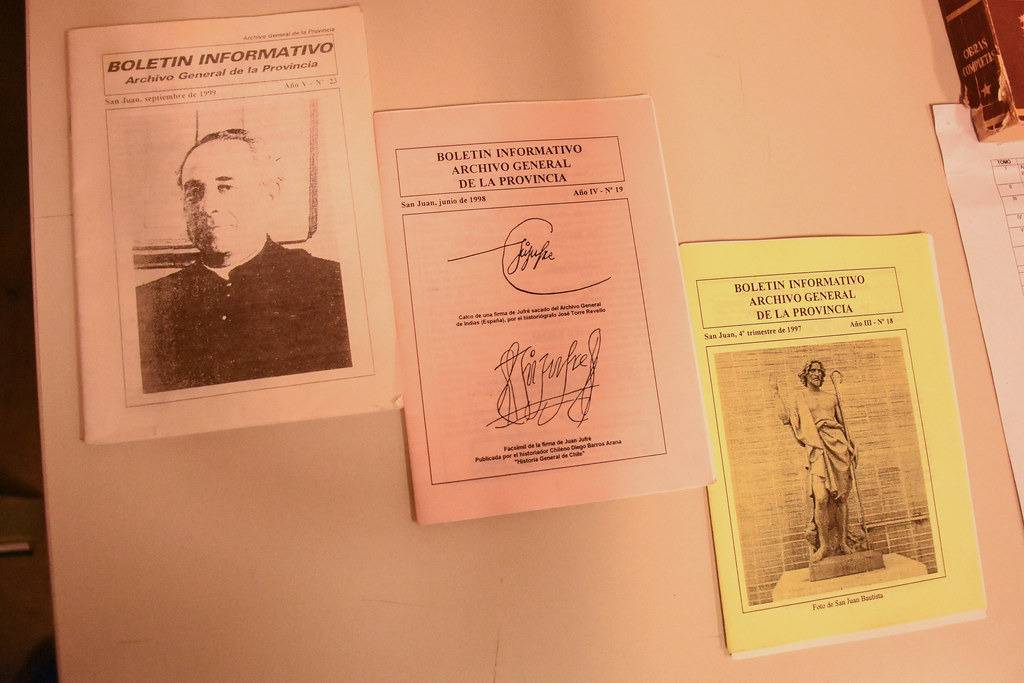 Archivo General de la Provincia
BOLETIN INFORMATIVO
Archivo General de la Provincia
San Juan, septiembre de 1999
Año V - Nº 23
BOLETIN INFORMATIVO
ARCHIVO GENERAL
DE LA PROVINCIA
San Juan, junio de 1998
Año IV - Nº 19
Calco de una firma de Jufré sacado del Archivo General
de Indias (España), por el historiógrafo José Torre Revello
Facsimil de la firma de Juan Jufré
Publicada por el historiador Chileno Diego Barros Arana
"Historia General de Chile"
BOLETIN INFORMATIVO
ARCHIVO GENERAL
DE LA PROVINCIA
San Juan, 4º trimestre de 1997
Año III - Nº 18
Foto de San Juan Bautista
OBRAS
COMPLETAS
TOMO
I